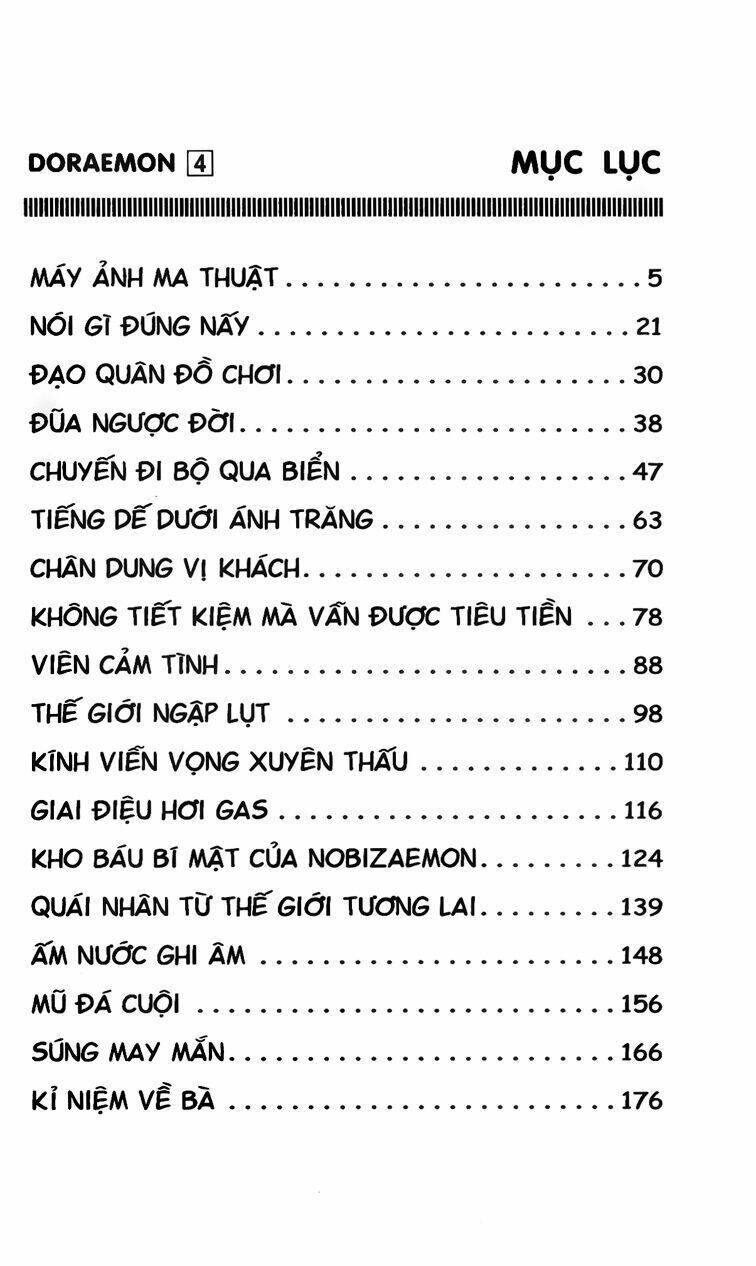 DORAEMON 4 MỤC LỤC
MÁY ẢNH MA THUẬT.......................5
NÓI GÌ ĐÚNG NẤY........................21
ĐẠO QUÂN ĐỒ CHƠI......................30
ĐŨA NGƯỢC ĐỜI.........................38
CHUYẾN ĐI BỘ QUA BIỂN..................47
TIẾNG DẾ DƯỚI ÁNH TRĂNG................63
CHÂN DUNG VỊ KHÁCH.....................70
KHÔNG TIẾT KIỆM MÀ VẪN ĐƯỢC TIÊU TIỀN ...78
VIÊN CẢM TÌNH..........................88
THẾ GIỚI NGẬP LỤT ......................98
KÍNH VIỄN VỌNG XUYÊN THẤU .............110
GIAI ĐIỆU HƠI GAS ......................116
KHO BÁU BÍ MẬT CỦA NOBIZAEMON.........124
QUÁI NHÂN TỪ THẾ GIỚI TƯƠNG LAI.........139
ẤM NƯỚC GHI ÂM .......................148
MŨ ĐÁ CUỘI ...........................156
SÚNG MAY MẮN.........................166
KỈ NIỆM VỀ BÀ .........................176